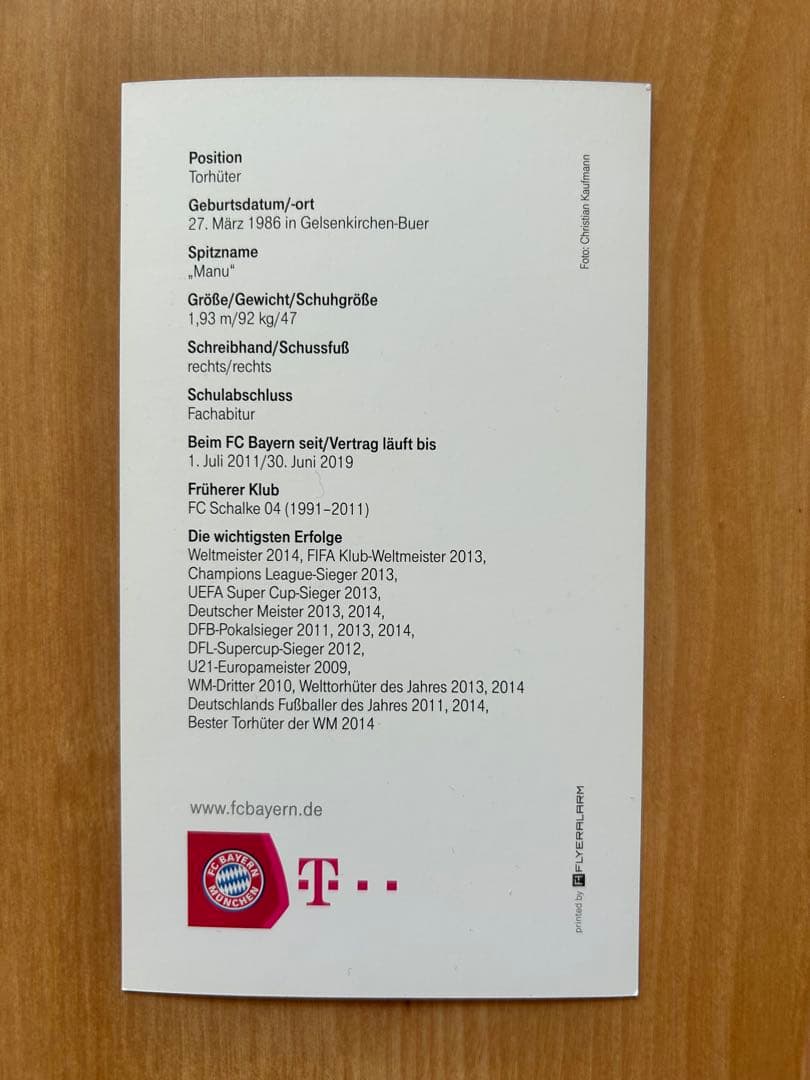 Position
Torhüter
Geburtsdatum/-ort
27. März 1986 in Gelsenkirchen-Buer
Spitzname
„Manu“
Größe/Gewicht/Schuhgröße
1,93 m/92 kg/47
Schreibhand/Schussfuß
rechts/rechts
Schulabschluss
Fachabitur
Beim FC Bayern seit/Vertrag läuft bis
1. Juli 2011/30. Juni 2019
Früherer Klub
FC Schalke 04 (1991–2011)
Die wichtigsten Erfolge
Weltmeister 2014, FIFA Klub-Weltmeister 2013,
Champions League-Sieger 2013,
UEFA Super Cup-Sieger 2013,
Deutscher Meister 2013, 2014,
DFB-Pokalsieger 2011, 2013, 2014,
DFL-Supercup-Sieger 2012,
U21-Europameister 2009,
WM-Dritter 2010, Welttorhüter des Jahres 2013, 2014
Deutschlands Fußballer des Jahres 2011, 2014,
Bester Torhüter der WM 2014
www.fcbayern.de
FC BAYERN
MÜNCHEN
T
Foto: Christian Kaufmann
printed by FLYERALARM